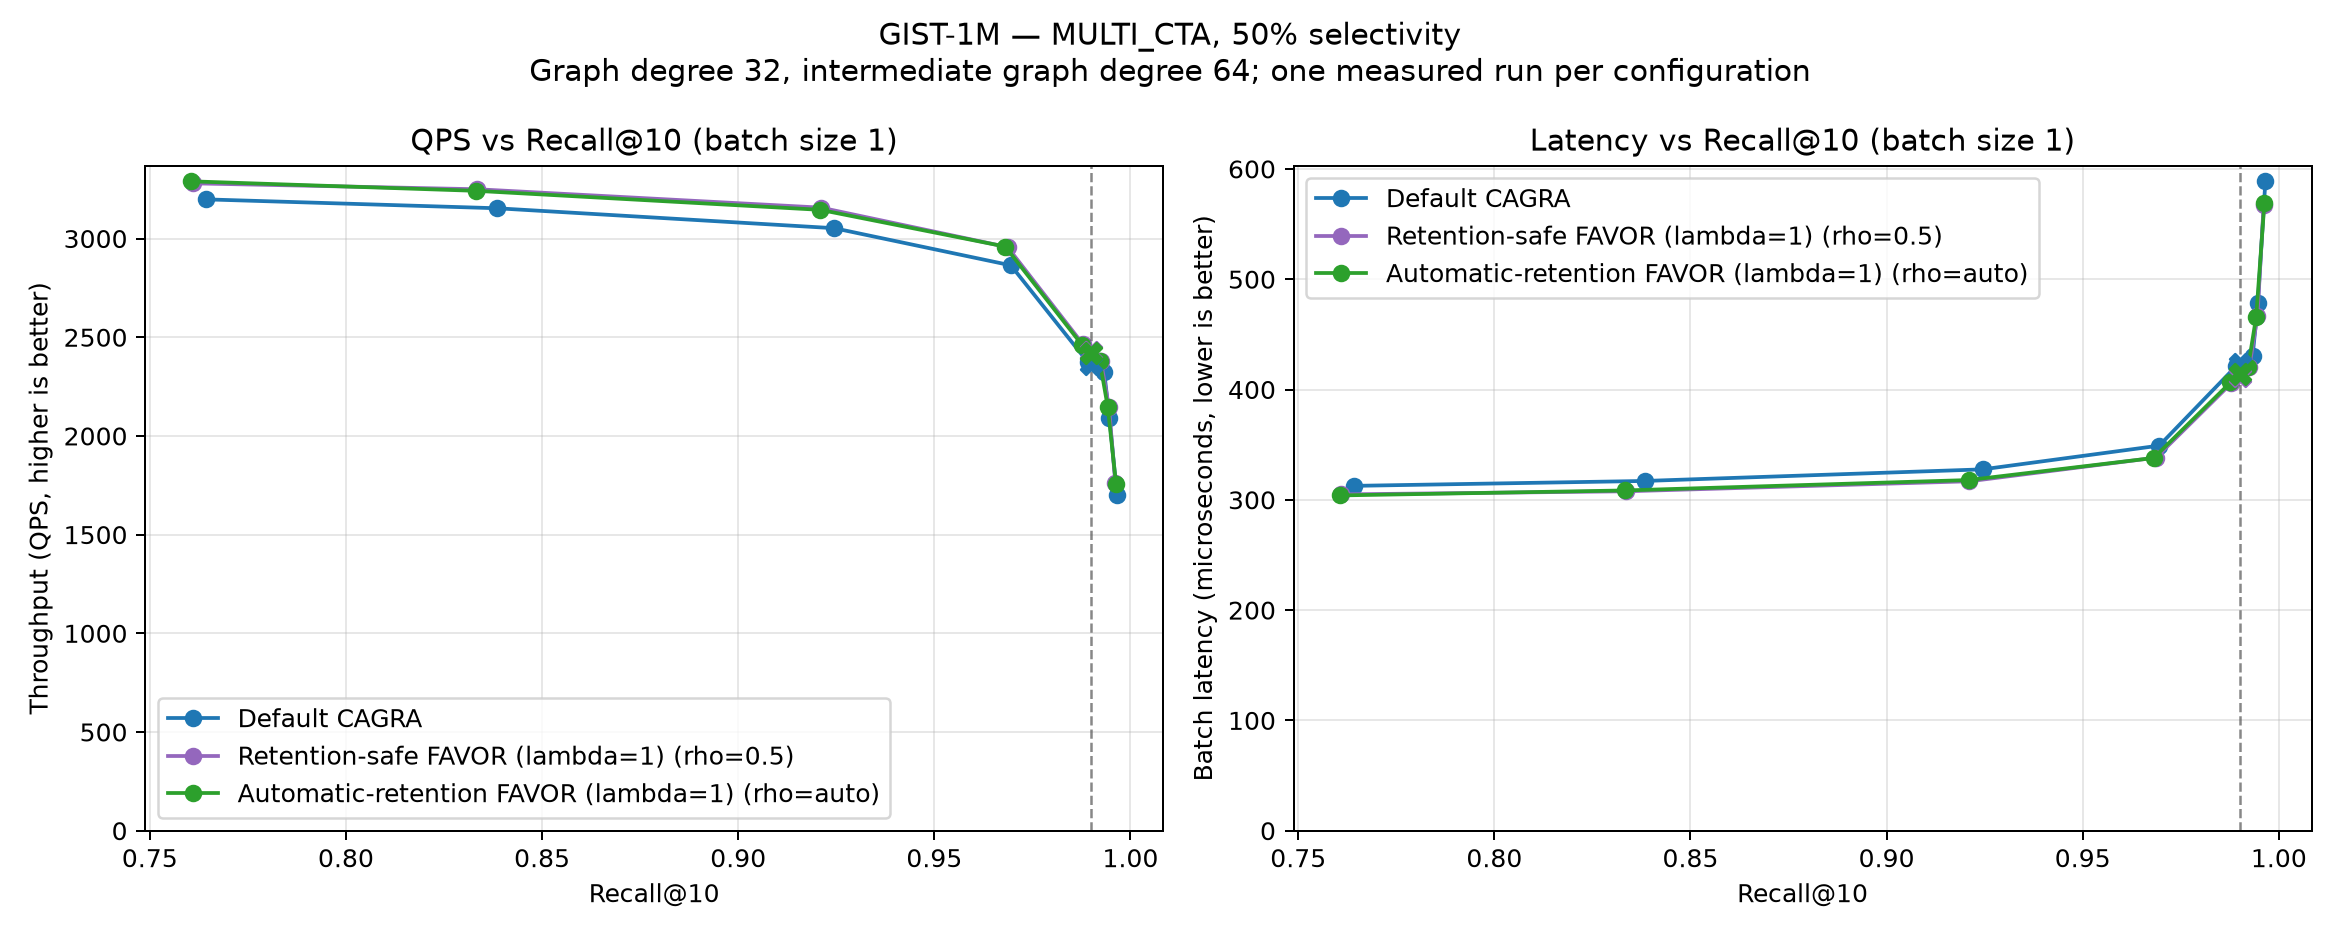 GIST-1M — MULTI_CTA, 50% selectivity
Graph degree 32, intermediate graph degree 64; one measured run per configuration
QPS vs Recall@10 (batch size 1)
Throughput (QPS, higher is better)
3000
2500
2000
1500
1000
500
0
Default CAGRA
Retention-safe FAVOR (lambda=1) (rho=0.5)
Automatic-retention FAVOR (lambda=1) (rho=auto)
0.75 0.80 0.85 0.90 0.95 1.00
Recall@10
Latency vs Recall@10 (batch size 1)
Batch latency (microseconds, lower is better)
600
500
400
300
200
100
0
Default CAGRA
Retention-safe FAVOR (lambda=1) (rho=0.5)
Automatic-retention FAVOR (lambda=1) (rho=auto)
0.75 0.80 0.85 0.90 0.95 1.00
Recall@10